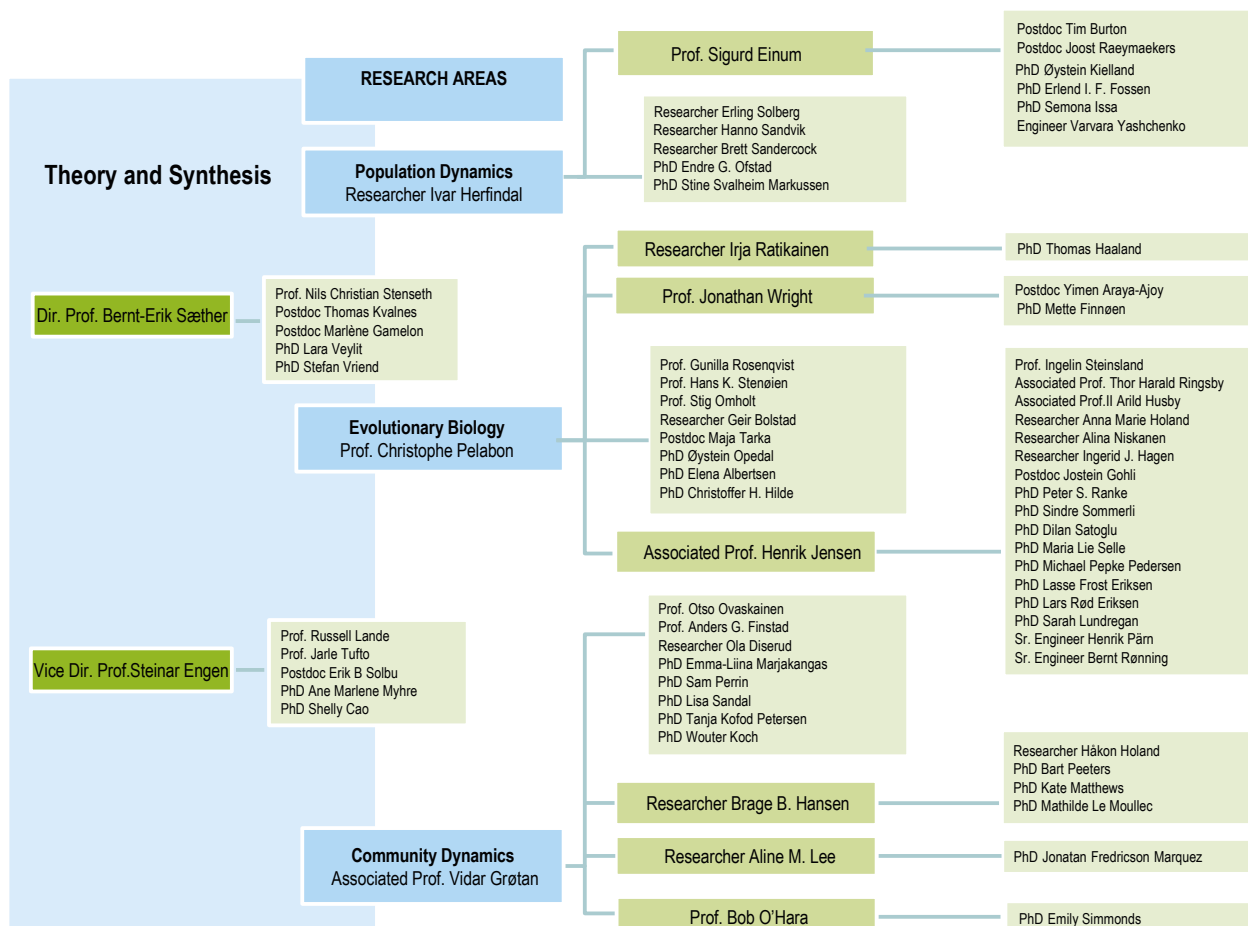 RESEARCH AREAS
Theory and Synthesis
Dir. Prof. Bernt-Erik Sæther
Prof. Nils Christian Stenseth
Postdoc Thomas Kvalnes
Postdoc Marlène Gamelon
PhD Lara Veylit
PhD Stefan Vriend
Vice Dir. Prof.Steinar Engen
Prof. Russell Lande
Prof. Jarle Tufto
Postdoc Erik B Solbu
PhD Ane Marlene Myhre
PhD Shelly Cao
Population Dynamics
Researcher Ivar Herfindal
Prof. Sigurd Einum
Postdoc Tim Burton
Postdoc Joost Raeymaekers
PhD Øystein Kielland
PhD Erlend I. F. Fossen
PhD Semona Issa
Engineer Varvara Yashchenko
Researcher Erling Solberg
Researcher Hanno Sandvik
Researcher Brett Sandercock
PhD Endre G. Ofstad
PhD Stine Svalheim Markussen
Evolutionary Biology
Prof. Christophe Pelabon
Researcher Irja Ratikainen
PhD Thomas Haaland
Prof. Jonathan Wright
Postdoc Yimen Araya-Ajoy
PhD Mette Finnøen
Prof. Gunilla Rosenqvist
Prof. Hans K. Stenøien
Prof. Stig Omholt
Researcher Geir Bolstad
Postdoc Maja Tarka
PhD Øystein Opedal
PhD Elena Albertsen
PhD Christoffer H. Hilde
Associated Prof. Henrik Jensen
Prof. Ingelin Steinsland
Associated Prof. Thor Harald Ringsby
Associated Prof.II Arild Husby
Researcher Anna Marie Holand
Researcher Alina Niskanen
Researcher Ingerid J. Hagen
Postdoc Jostein Gohli
PhD Peter S. Ranke
PhD Sindre Sommerli
PhD Dilan Satoglu
PhD Maria Lie Selle
PhD Michael Pepke Pedersen
PhD Lasse Frost Eriksen
PhD Lars Rød Eriksen
PhD Sarah Lundregan
Sr. Engineer Henrik Pärn
Sr. Engineer Bernt Rønning
Community Dynamics
Associated Prof. Vidar Grøtan
Prof. Otso Ovaskainen
Prof. Anders G. Finstad
Researcher Ola Diserud
PhD Emma-Liina Marjakangas
PhD Sam Perrin
PhD Lisa Sandal
PhD Tanja Kofod Petersen
PhD Wouter Koch
Researcher Brage B. Hansen
Researcher Håkon Holand
PhD Bart Peeters
PhD Kate Matthews
PhD Mathilde Le Moullec
Researcher Aline M. Lee
PhD Jonatan Fredricson Marquez
Prof. Bob O'Hara
PhD Emily Simmonds